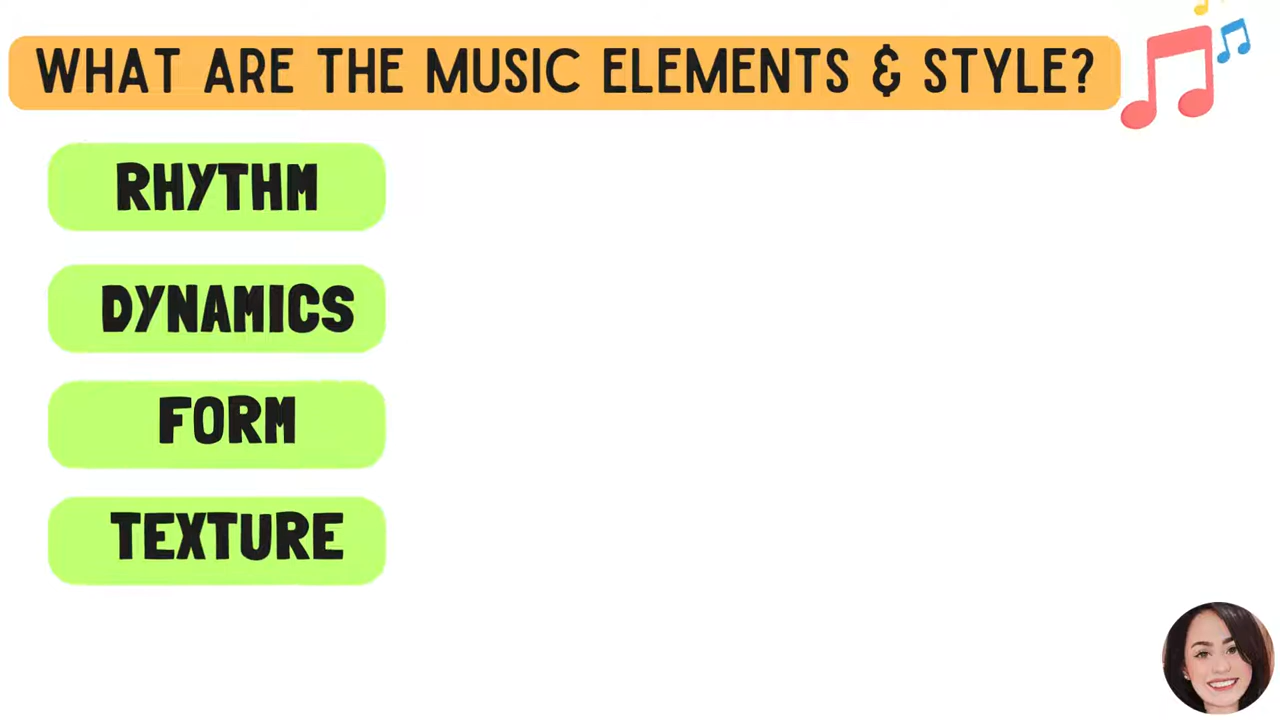 WHAT ARE THE MUSIC ELEMENTS & STYLE?
RHYTHM
DYNAMICS
FORM
TEXTURE